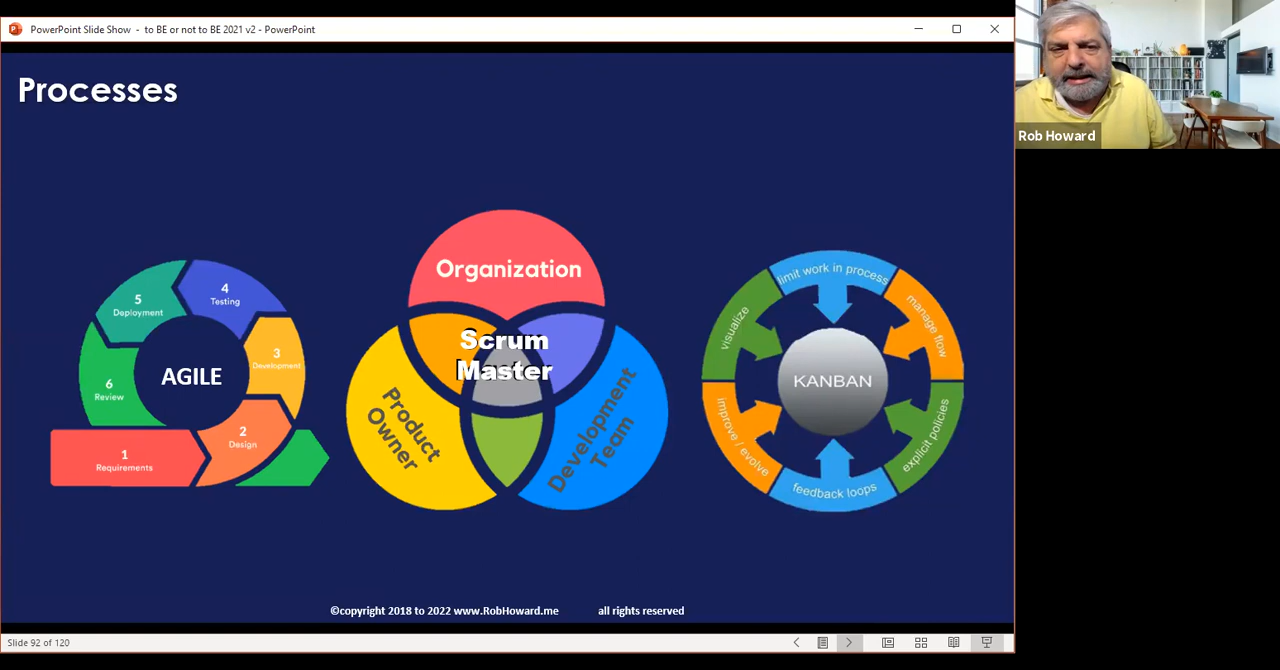 PowerPoint Slide Show - to BE or not to BE 2021 v2 - PowerPoint
Processes
Rob Howard
5
Deployment
4
Testing
3
Development
6
Review
AGILE
2
Design
1
Requirements
Organization
Scrum
Master
Product
Owner
Development
Team
limit work in process
manage flow
visualize
KANBAN
improve / evolve
explicit policies
feedback loops
©copyright 2018 to 2022 www.RobHoward.me all rights reserved
Slide 92 of 120